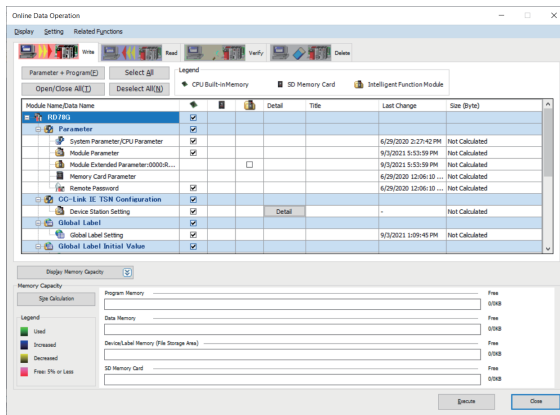 Online Data Operation
Display Setting Related Functions
Write Read Verify Delete
Parameter + Program(F) Select All Legend
Open/Close All(T) Deselect All(N) CPU Built-in Memory SD Memory Card Intelligent Function Module
Module Name/Data Name Detail Title Last Change Size (Byte)
RD78G
Parameter
System Parameter/CPU Parameter 6/29/2020 2:27:42 PM Not Calculated
Module Parameter 9/3/2021 5:53:59 PM Not Calculated
Module Extended Parameter:0000:R... 9/3/2021 5:53:59 PM Not Calculated
Memory Card Parameter 6/29/2020 12:06:10 ... Not Calculated
Remote Password 6/29/2020 12:06:10 ... Not Calculated
CC-Link IE TSN Configuration
Device Station Setting Detail - Not Calculated
Global Label
Global Label Setting 9/3/2021 1:09:45 PM Not Calculated
Global Label Initial Value
Display Memory Capacity
Memory Capacity
Size Calculation
Program Memory Free
0/0KB
Legend
Used
Increased
Decreased
Free: 5% or Less
Data Memory Free
0/0KB
Device/Label Memory (File Storage Area) Free
0/0KB
SD Memory Card Free
0/0KB
Execute Close